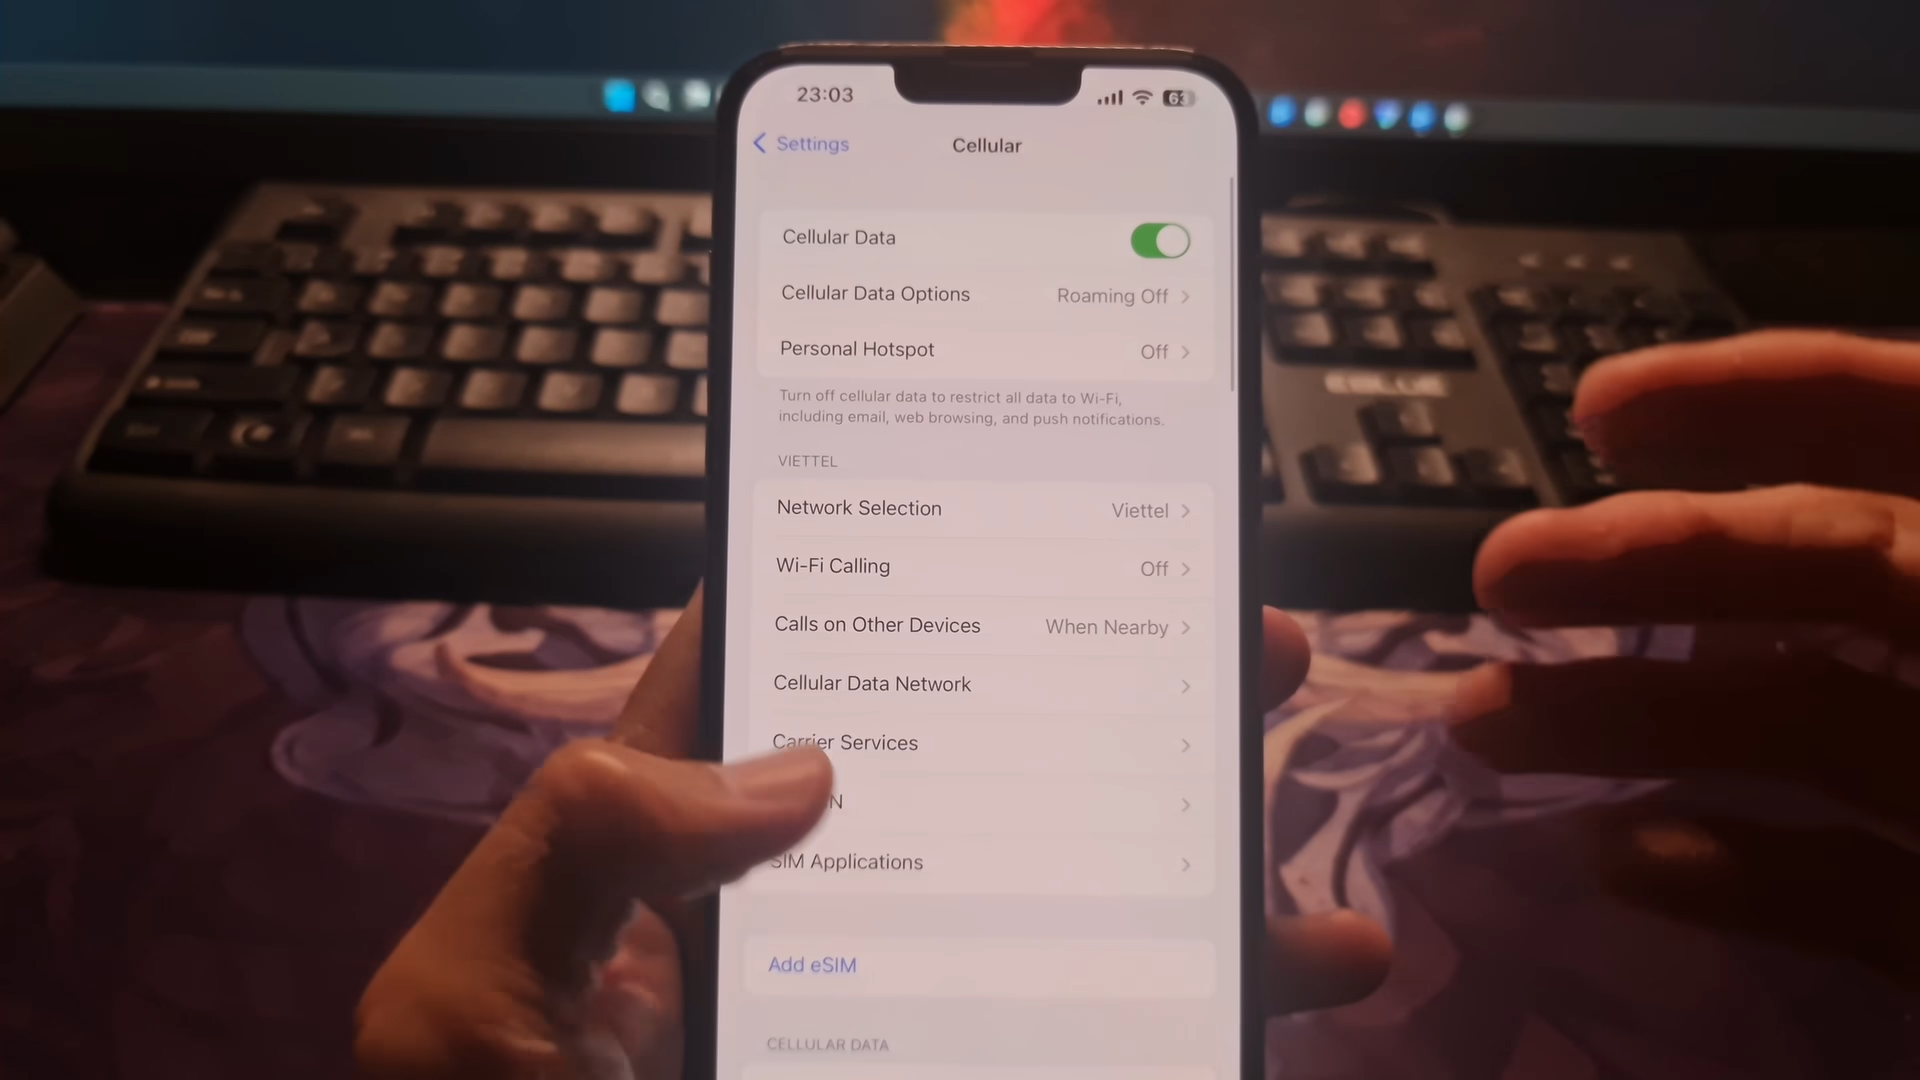 23:03
63
Settings
Cellular
Cellular Data
Cellular Data Options
Roaming Off
Personal Hotspot
Off
Turn off cellular data to restrict all data to Wi-Fi,
including email, web browsing, and push notifications.
VIETTEL
Network Selection
Viettel
Wi-Fi Calling
Off
Calls on Other Devices
When Nearby
Cellular Data Network
Carrier Services
N
SIM Applications
Add eSIM
CELLULAR DATA